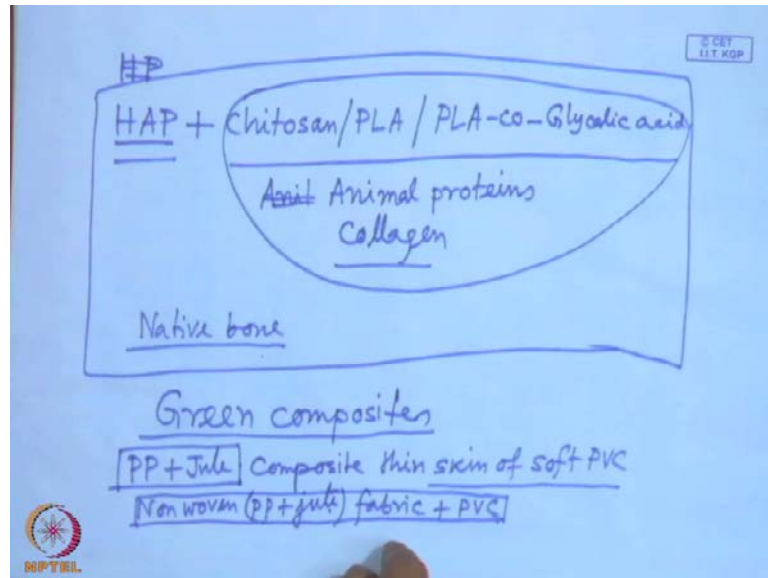 © CET
I.I.T. KGP
HP
HAP + Chitosan/PLA / PLA-co-Glycolic acid
Ani Animal proteins
Collagen
Native bone
Green composites
PP + Jute Composite thin skin of soft PVC
Non woven (pp + jute) fabric + PVC
NPTEL